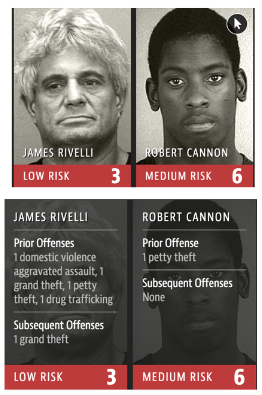 JAMES RIVELLI
ROBERT CANNON
LOW RISK 3
MEDIUM RISK 6
JAMES RIVELLI
Prior Offenses
1 domestic violence
aggravated assault, 1
grand theft, 1 petty
theft, 1 drug trafficking
Subsequent Offenses
1 grand theft
LOW RISK 3
ROBERT CANNON
Prior Offense
1 petty theft
Subsequent Offenses
None
MEDIUM RISK 6